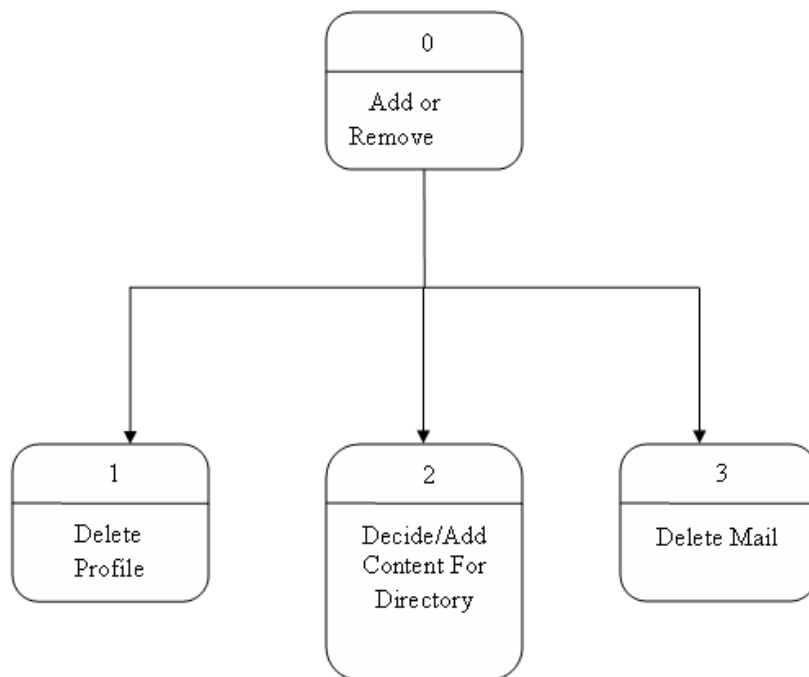 0
Add or
Remove
1
Delete
Profile
2
Decide/Add
Content For
Directory
3
Delete Mail